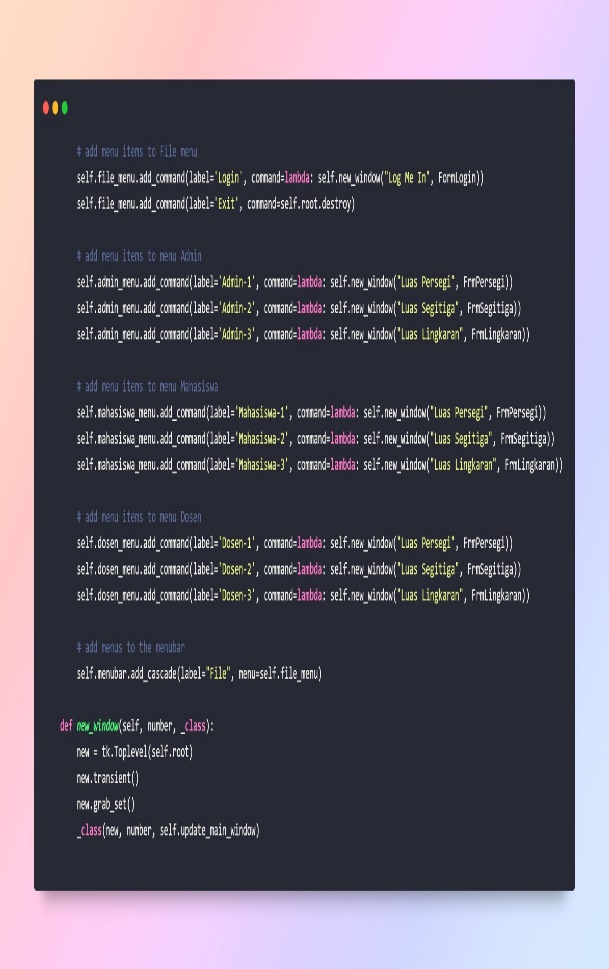 # add menu items to File menu
self.file_menu.add_command(label='Login', command=lambda: self.new_window("Log Me In", FormLogin))
self.file_menu.add_command(label='Exit', command=self.root.destroy)
# add menu items to menu Admin
self.admin_menu.add_command(label='Admin-1', command=lambda: self.new_window("Luas Persegi", FrmPersegi))
self.admin_menu.add_command(label='Admin-2', command=lambda: self.new_window("Luas Segitiga", FrmSegitiga))
self.admin_menu.add_command(label='Admin-3', command=lambda: self.new_window("Luas Lingkaran", FrmLingkaran))
# add menu items to menu Mahasiswa
self.mahasiswa_menu.add_command(label='Mahasiswa-1', command=lambda: self.new_window("Luas Persegi", FrmPersegi))
self.mahasiswa_menu.add_command(label='Mahasiswa-2', command=lambda: self.new_window("Luas Segitiga", FrmSegitiga))
self.mahasiswa_menu.add_command(label='Mahasiswa-3', command=lambda: self.new_window("Luas Lingkaran", FrmLingkaran))
# add menu items to menu Dosen
self.dosen_menu.add_command(label='Dosen-1', command=lambda: self.new_window("Luas Persegi", FrmPersegi))
self.dosen_menu.add_command(label='Dosen-2', command=lambda: self.new_window("Luas Segitiga", FrmSegitiga))
self.dosen_menu.add_command(label='Dosen-3', command=lambda: self.new_window("Luas Lingkaran", FrmLingkaran))
# add menus to the menubar
self.menubar.add_cascade(label="File", menu=self.file_menu)
def new_window(self, number, _class):
new = tk.Toplevel(self.root)
new.transient()
new.grab_set()
_class(new, number, self.update_main_window)